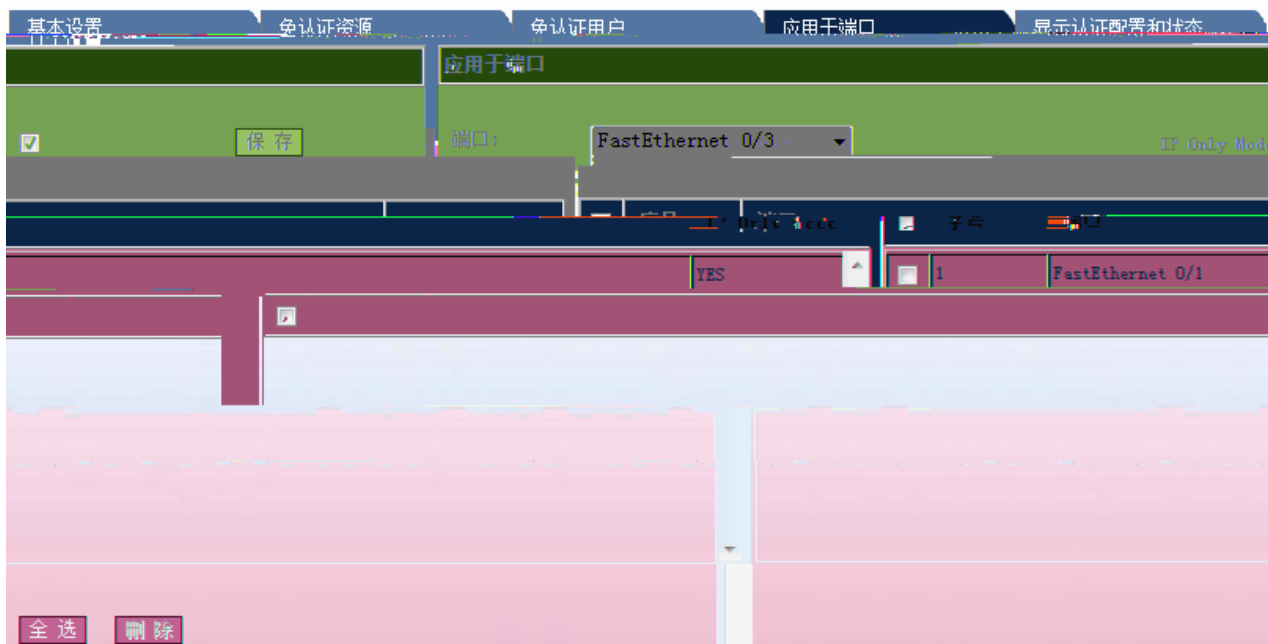 基本设置 免认证资源 免认证用户 应用于端口 显示认证配置和状态
应用于端口
保存 端口: FastEthernet 0/3 IP Only Mode
YES 1 FastEthernet 0/1
全选 删除